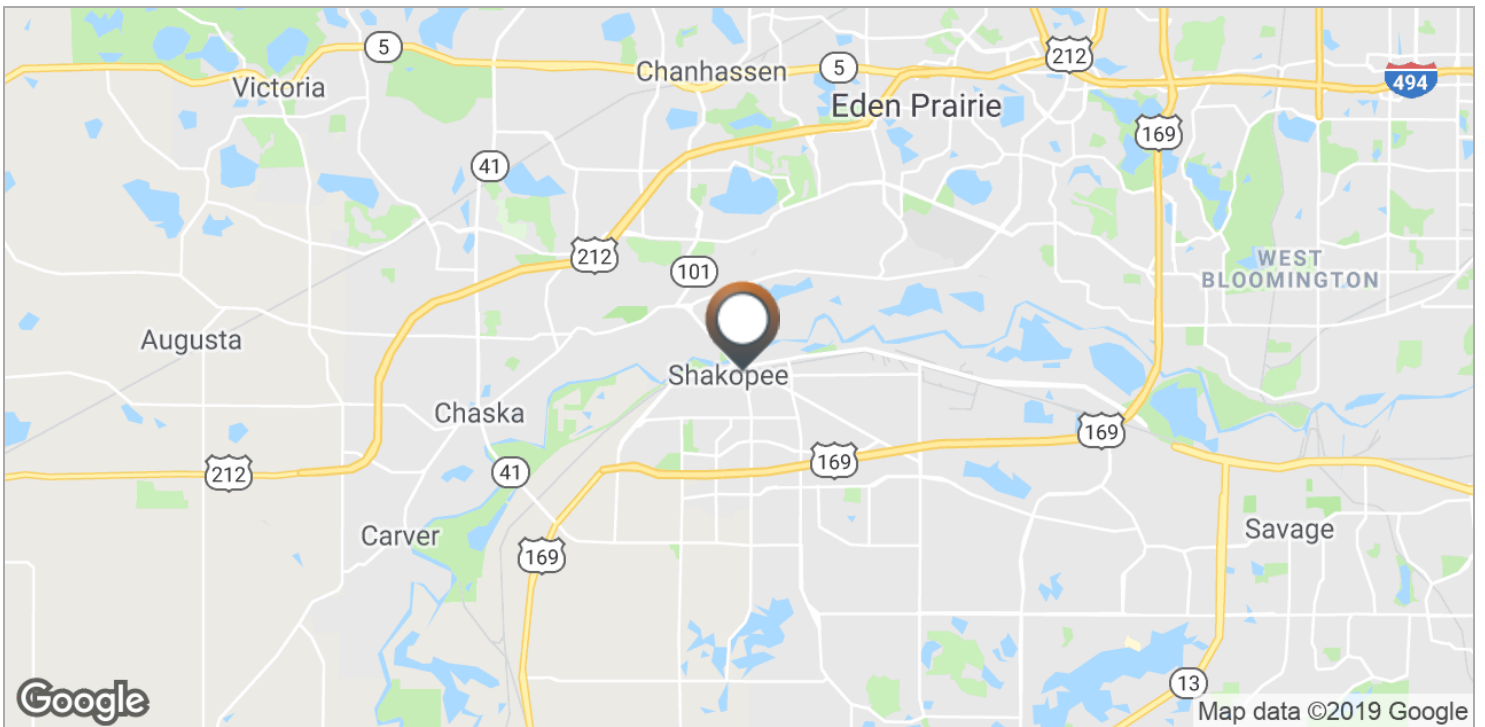 5
Victoria
Chanhassen
5
212
494
Eden Prairie
169
41
212
101
WEST
BLOOMINGTON
Augusta
Shakopee
Chaska
169
212
41
169
Carver
169
Savage
13
Google
Map data ©2019 Google